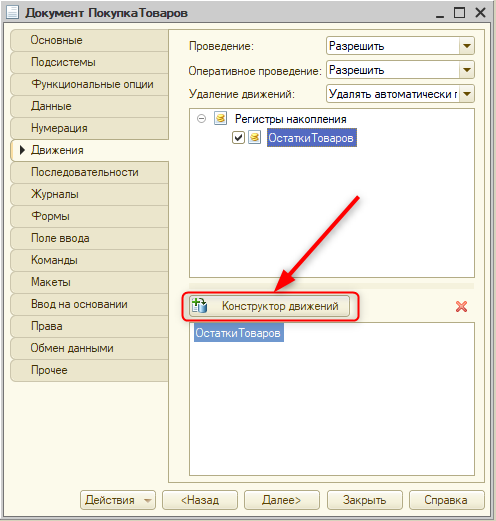 Документ ПокупкаТоваров
Основные
Подсистемы
Функциональные опции
Данные
Нумерация
Движения
Последовательности
Журналы
Формы
Поле ввода
Команды
Макеты
Ввод на основании
Права
Обмен данными
Прочее
Проведение: Разрешить
Оперативное проведение: Разрешить
Удаление движений: Удалять автоматически г
Регистры накопления
ОстаткиТоваров
Конструктор движений
ОстаткиТоваров
Действия <Назад Далее> Закрыть Справка